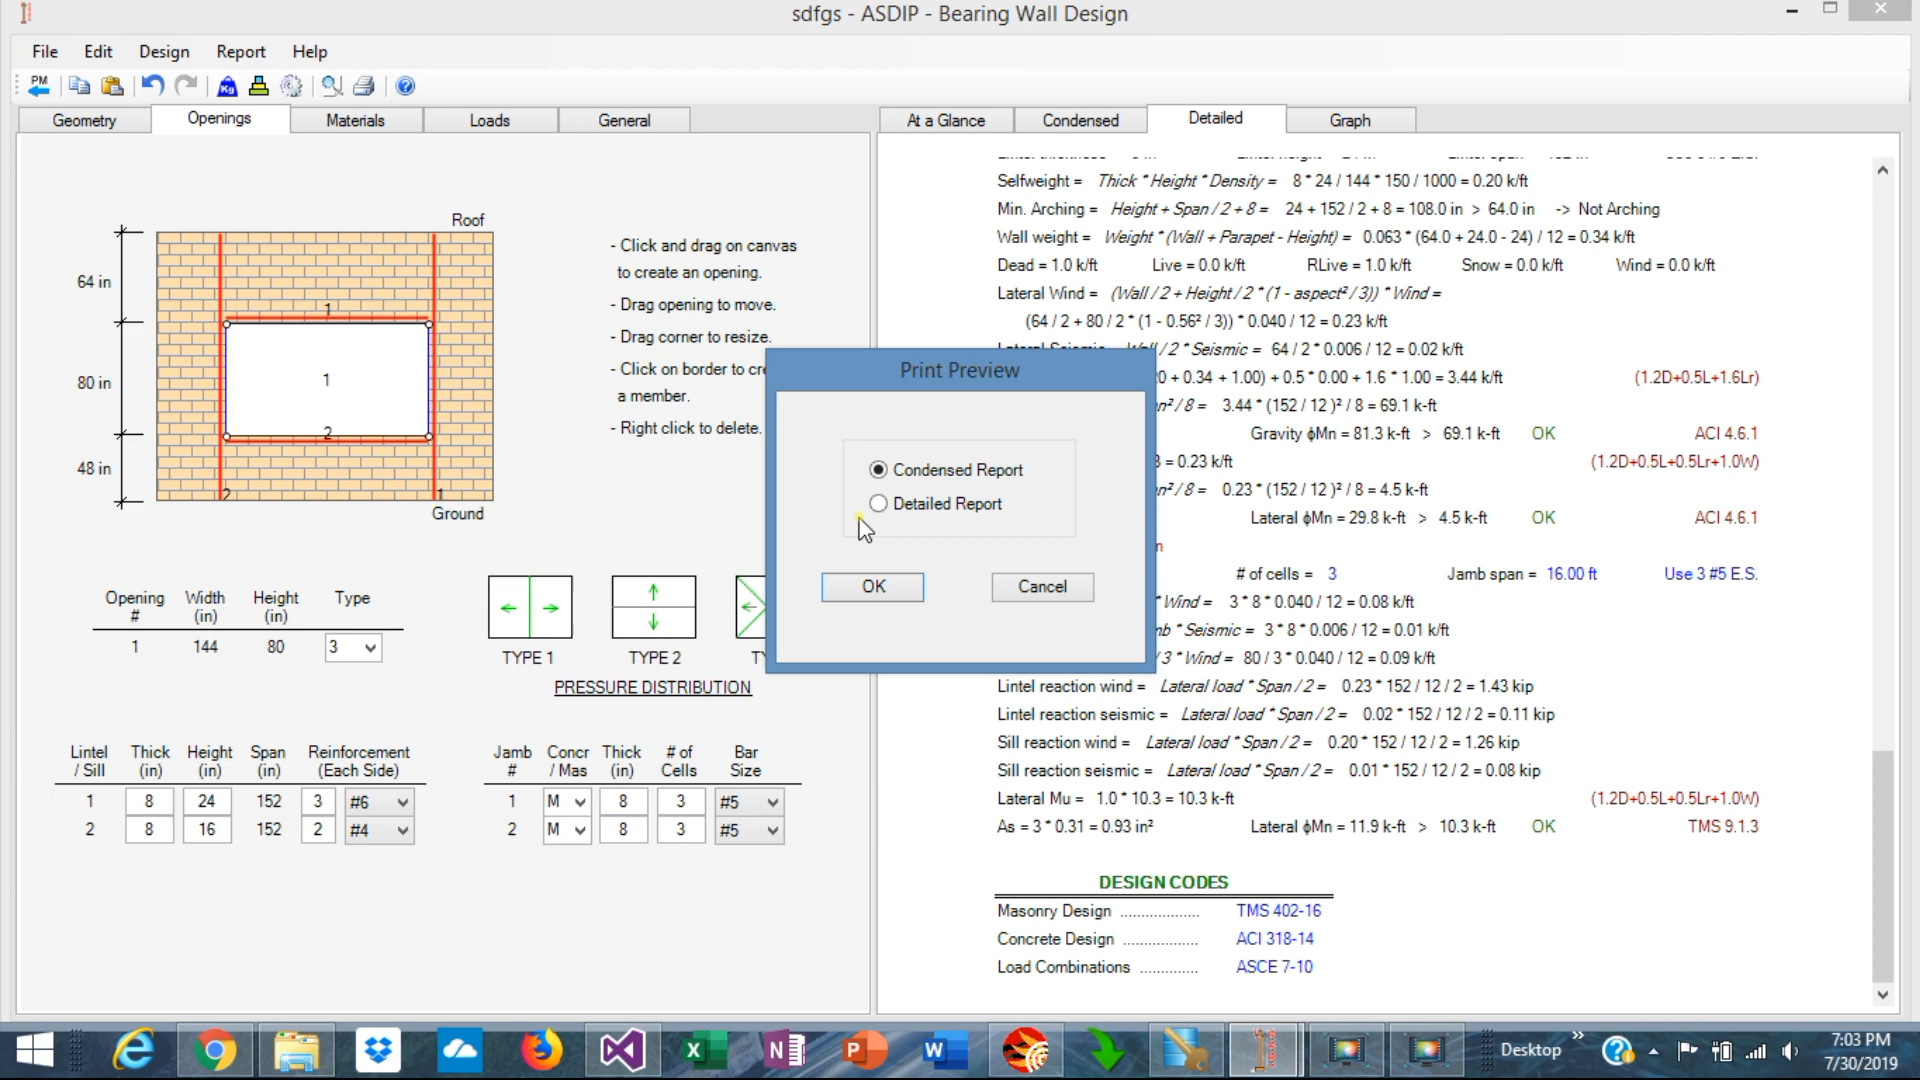 sdfgs - ASDIP - Bearing Wall Design
File Edit Design Report Help
PM
Kg
Geometry Openings Materials Loads General
At a Glance Condensed Detailed Graph
Roof
64 in
80 in
48 in
1
1
2
2
1
Ground
- Click and drag on canvas
to create an opening.
- Drag opening to move.
- Drag corner to resize.
- Click on border to cre
a member.
- Right click to delete.
Opening Width Height Type
# (in) (in)
1 144 80 3
TYPE 1 TYPE 2 TY
PRESSURE DISTRIBUTION
Lintel Thick Height Span Reinforcement
/ Sill (in) (in) (in) (Each Side)
1 8 24 152 3 #6
2 8 16 152 2 #4
Jamb Concr Thick # of Bar
# / Mas (in) Cells Size
1 M 8 3 #5
2 M 8 3 #5
Selfweight = Thick * Height * Density = 8 * 24 / 144 * 150 / 1000 = 0.20 k/ft
Min. Arching = Height + Span / 2 + 8 = 24 + 152 / 2 + 8 = 108.0 in > 64.0 in -> Not Arching
Wall weight = Weight * (Wall + Parapet - Height) = 0.063 * (64.0 + 24.0 - 24) / 12 = 0.34 k/ft
Dead = 1.0 k/ft Live = 0.0 k/ft RLive = 1.0 k/ft Snow = 0.0 k/ft Wind = 0.0 k/ft
Lateral Wind = (Wall / 2 + Height / 2 * (1 - aspect² / 3)) * Wind =
(64 / 2 + 80 / 2 * (1 - 0.56² / 3)) * 0.040 / 12 = 0.23 k/ft
Lateral Seismic Wall / 2 * Seismic = 64 / 2 * 0.006 / 12 = 0.02 k/ft
0 + 0.34 + 1.00) + 0.5 * 0.00 + 1.6 * 1.00 = 3.44 k/ft (1.2D+0.5L+1.6Lr)
n² / 8 = 3.44 * (152 / 12 )² / 8 = 69.1 k-ft
Gravity ϕMn = 81.3 k-ft > 69.1 k-ft OK ACI 4.6.1
= 0.23 k/ft (1.2D+0.5L+0.5Lr+1.0W)
n² / 8 = 0.23 * (152 / 12 )² / 8 = 4.5 k-ft
Lateral ϕMn = 29.8 k-ft > 4.5 k-ft OK ACI 4.6.1
n
# of cells = 3 Jamb span = 16.00 ft Use 3 #5 E.S.
* Wind = 3 * 8 * 0.040 / 12 = 0.08 k/ft
mb * Seismic = 3 * 8 * 0.006 / 12 = 0.01 k/ft
/ 3 * Wind = 80 / 3 * 0.040 / 12 = 0.09 k/ft
Lintel reaction wind = Lateral load * Span / 2 = 0.23 * 152 / 12 / 2 = 1.43 kip
Lintel reaction seismic = Lateral load * Span / 2 = 0.02 * 152 / 12 / 2 = 0.11 kip
Sill reaction wind = Lateral load * Span / 2 = 0.20 * 152 / 12 / 2 = 1.26 kip
Sill reaction seismic = Lateral load * Span / 2 = 0.01 * 152 / 12 / 2 = 0.08 kip
Lateral Mu = 1.0 * 10.3 = 10.3 k-ft (1.2D+0.5L+0.5Lr+1.0W)
As = 3 * 0.31 = 0.93 in² Lateral ϕMn = 11.9 k-ft > 10.3 k-ft OK TMS 9.1.3
DESIGN CODES
Masonry Design .................. TMS 402-16
Concrete Design ................. ACI 318-14
Load Combinations ............. ASCE 7-10
Print Preview
Condensed Report
Detailed Report
OK Cancel
Desktop
7:03 PM
7/30/2019